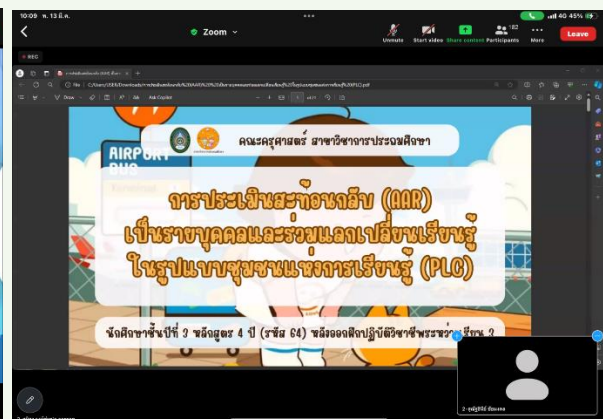 10:09 พ. 13 มี.ค.
Zoom
4G 45%
182
Unmute
Start video
Share content
Participants
More
Leave
REC
Draw
Ask Copilot
คณะครุศาสตร์ สาขาวิชาการประถมศึกษา
AIRPORT
BUS
การประเมินสะท้อนกลับ (AAR)
เป็นรายบุคคลและร่วมแลกเปลี่ยนเรียนรู้
ในรูปแบบชุมชนแห่งการเรียนรู้ (PLC)
นักศึกษาชั้นปีที่ 3 หลักสูตร 4 ปี (รหัส 64) หลังออกฝึกปฏิบัติวิชาชีพระหว่างเรียน 3